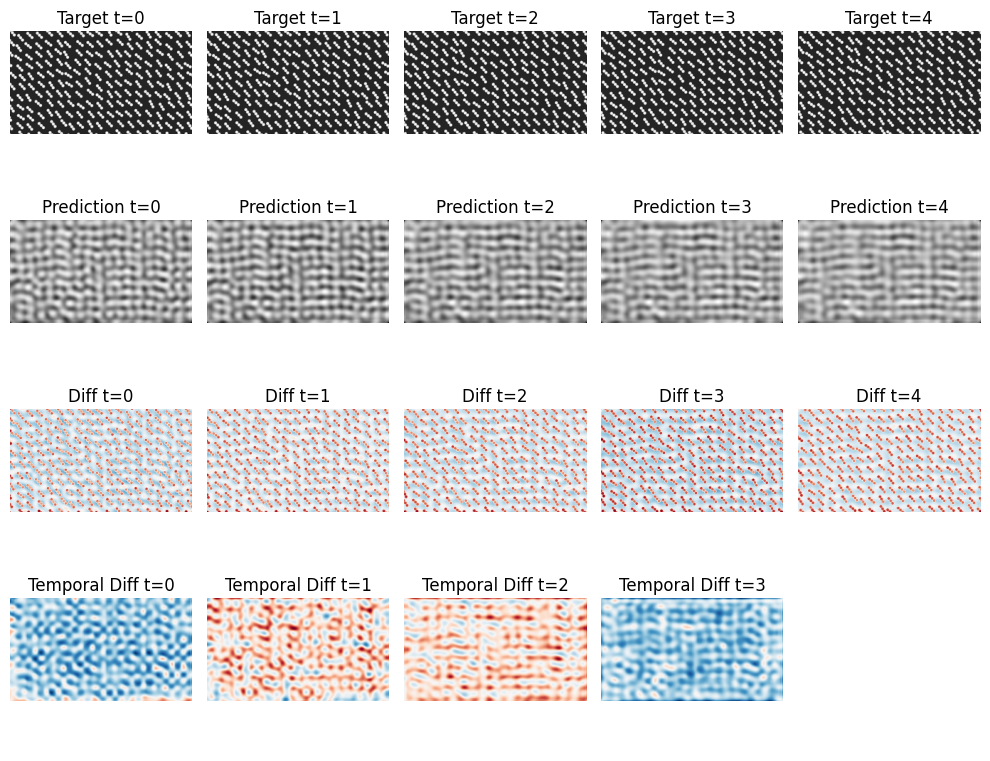 Target t=0 Target t=1 Target t=2 Target t=3 Target t=4
Prediction t=0 Prediction t=1 Prediction t=2 Prediction t=3 Prediction t=4
Diff t=0 Diff t=1 Diff t=2 Diff t=3 Diff t=4
Temporal Diff t=0 Temporal Diff t=1 Temporal Diff t=2 Temporal Diff t=3